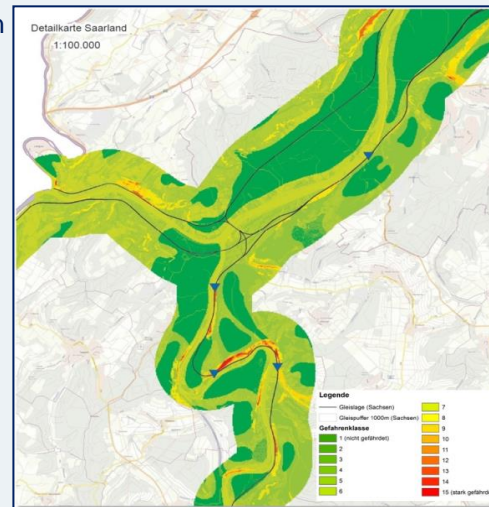 n
Detailkarte Saarland
1:100.000
Legende
Gleislage (Sachsen)
Gleispuffer 1000m (Sachsen)
Gefahrenklasse
1 (nicht gefährdet)
2
3
4
5
6
7
8
9
10
11
12
13
14
15 (stark gefährd